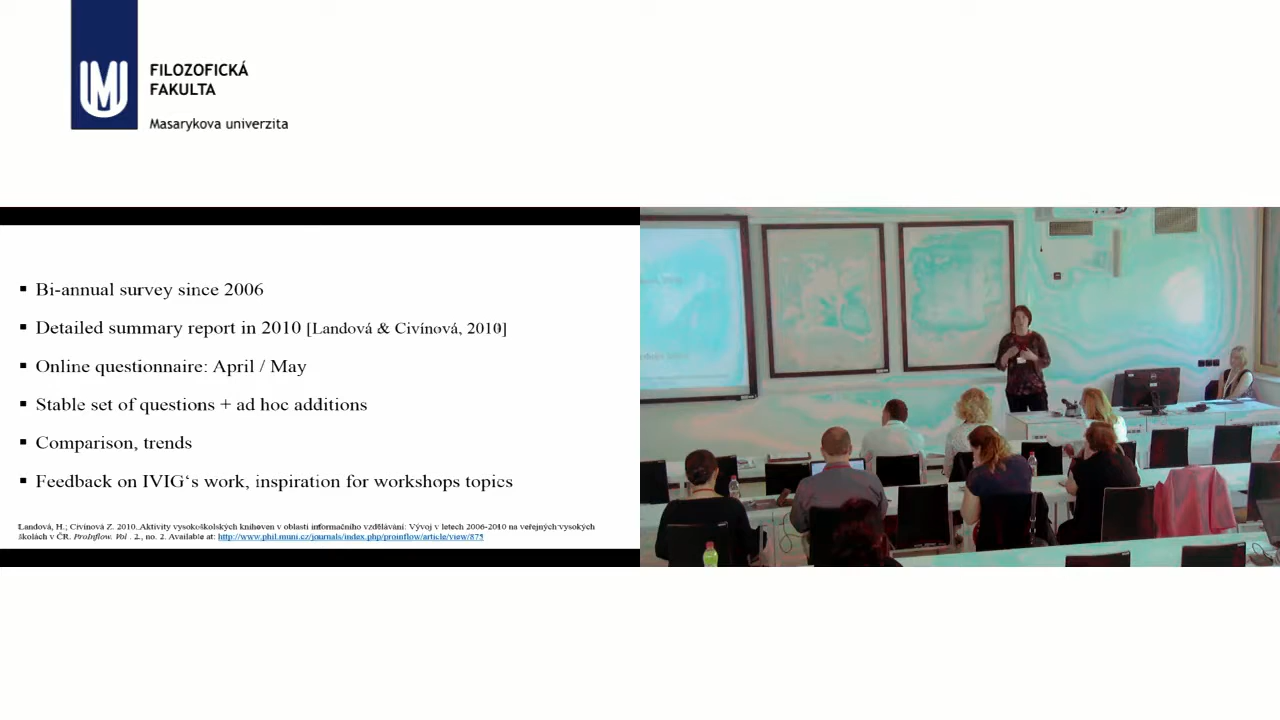 FILOZOFICKÁ
FAKULTA
Masarykova univerzita
▪ Bi-annual survey since 2006
▪ Detailed summary report in 2010 [Landová & Civínová, 2010]
▪ Online questionnaire: April / May
▪ Stable set of questions + ad hoc additions
▪ Comparison, trends
▪ Feedback on IVIG‘s work, inspiration for workshops topics
Landová, H.; Civínová Z. 2010. Aktivity vysokoškolských knihoven v oblasti informačního vzdělávání: Vývoj v letech 2006-2010 na veřejných vysokých
školách v ČR. ProInflow. Vol . 2., no. 2. Available at: http://www.phil.muni.cz/journals/index.php/proinflow/article/view/875